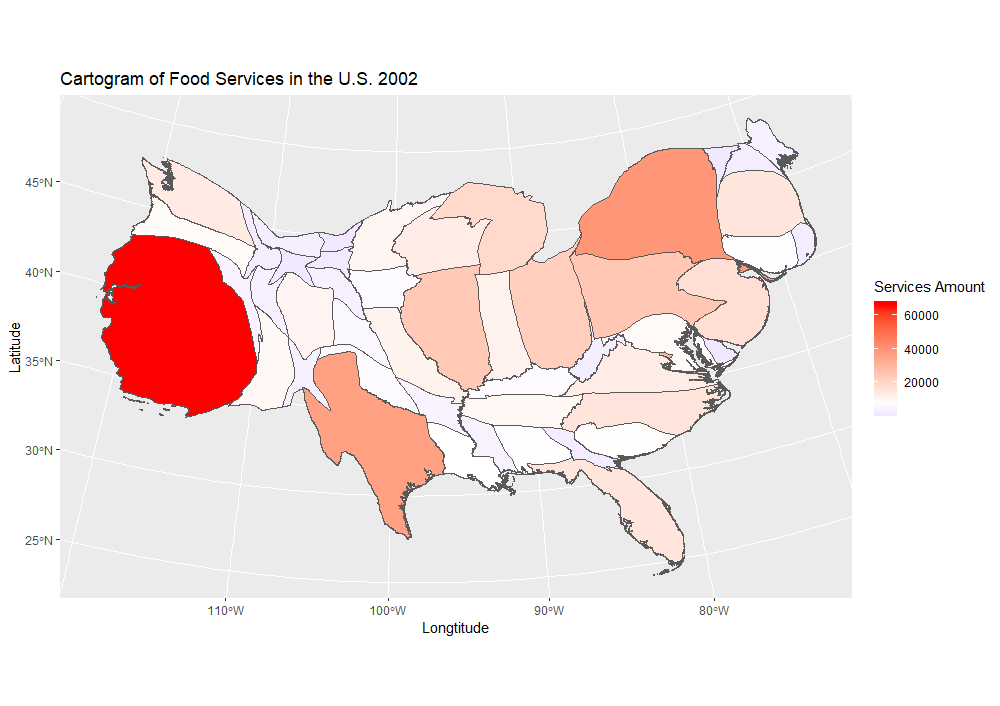 Cartogram of Food Services in the U.S. 2002
45°N
40°N
35°N
30°N
25°N
Latitude
110°W 100°W 90°W 80°W
Longtitude
Services Amount
60000
40000
20000